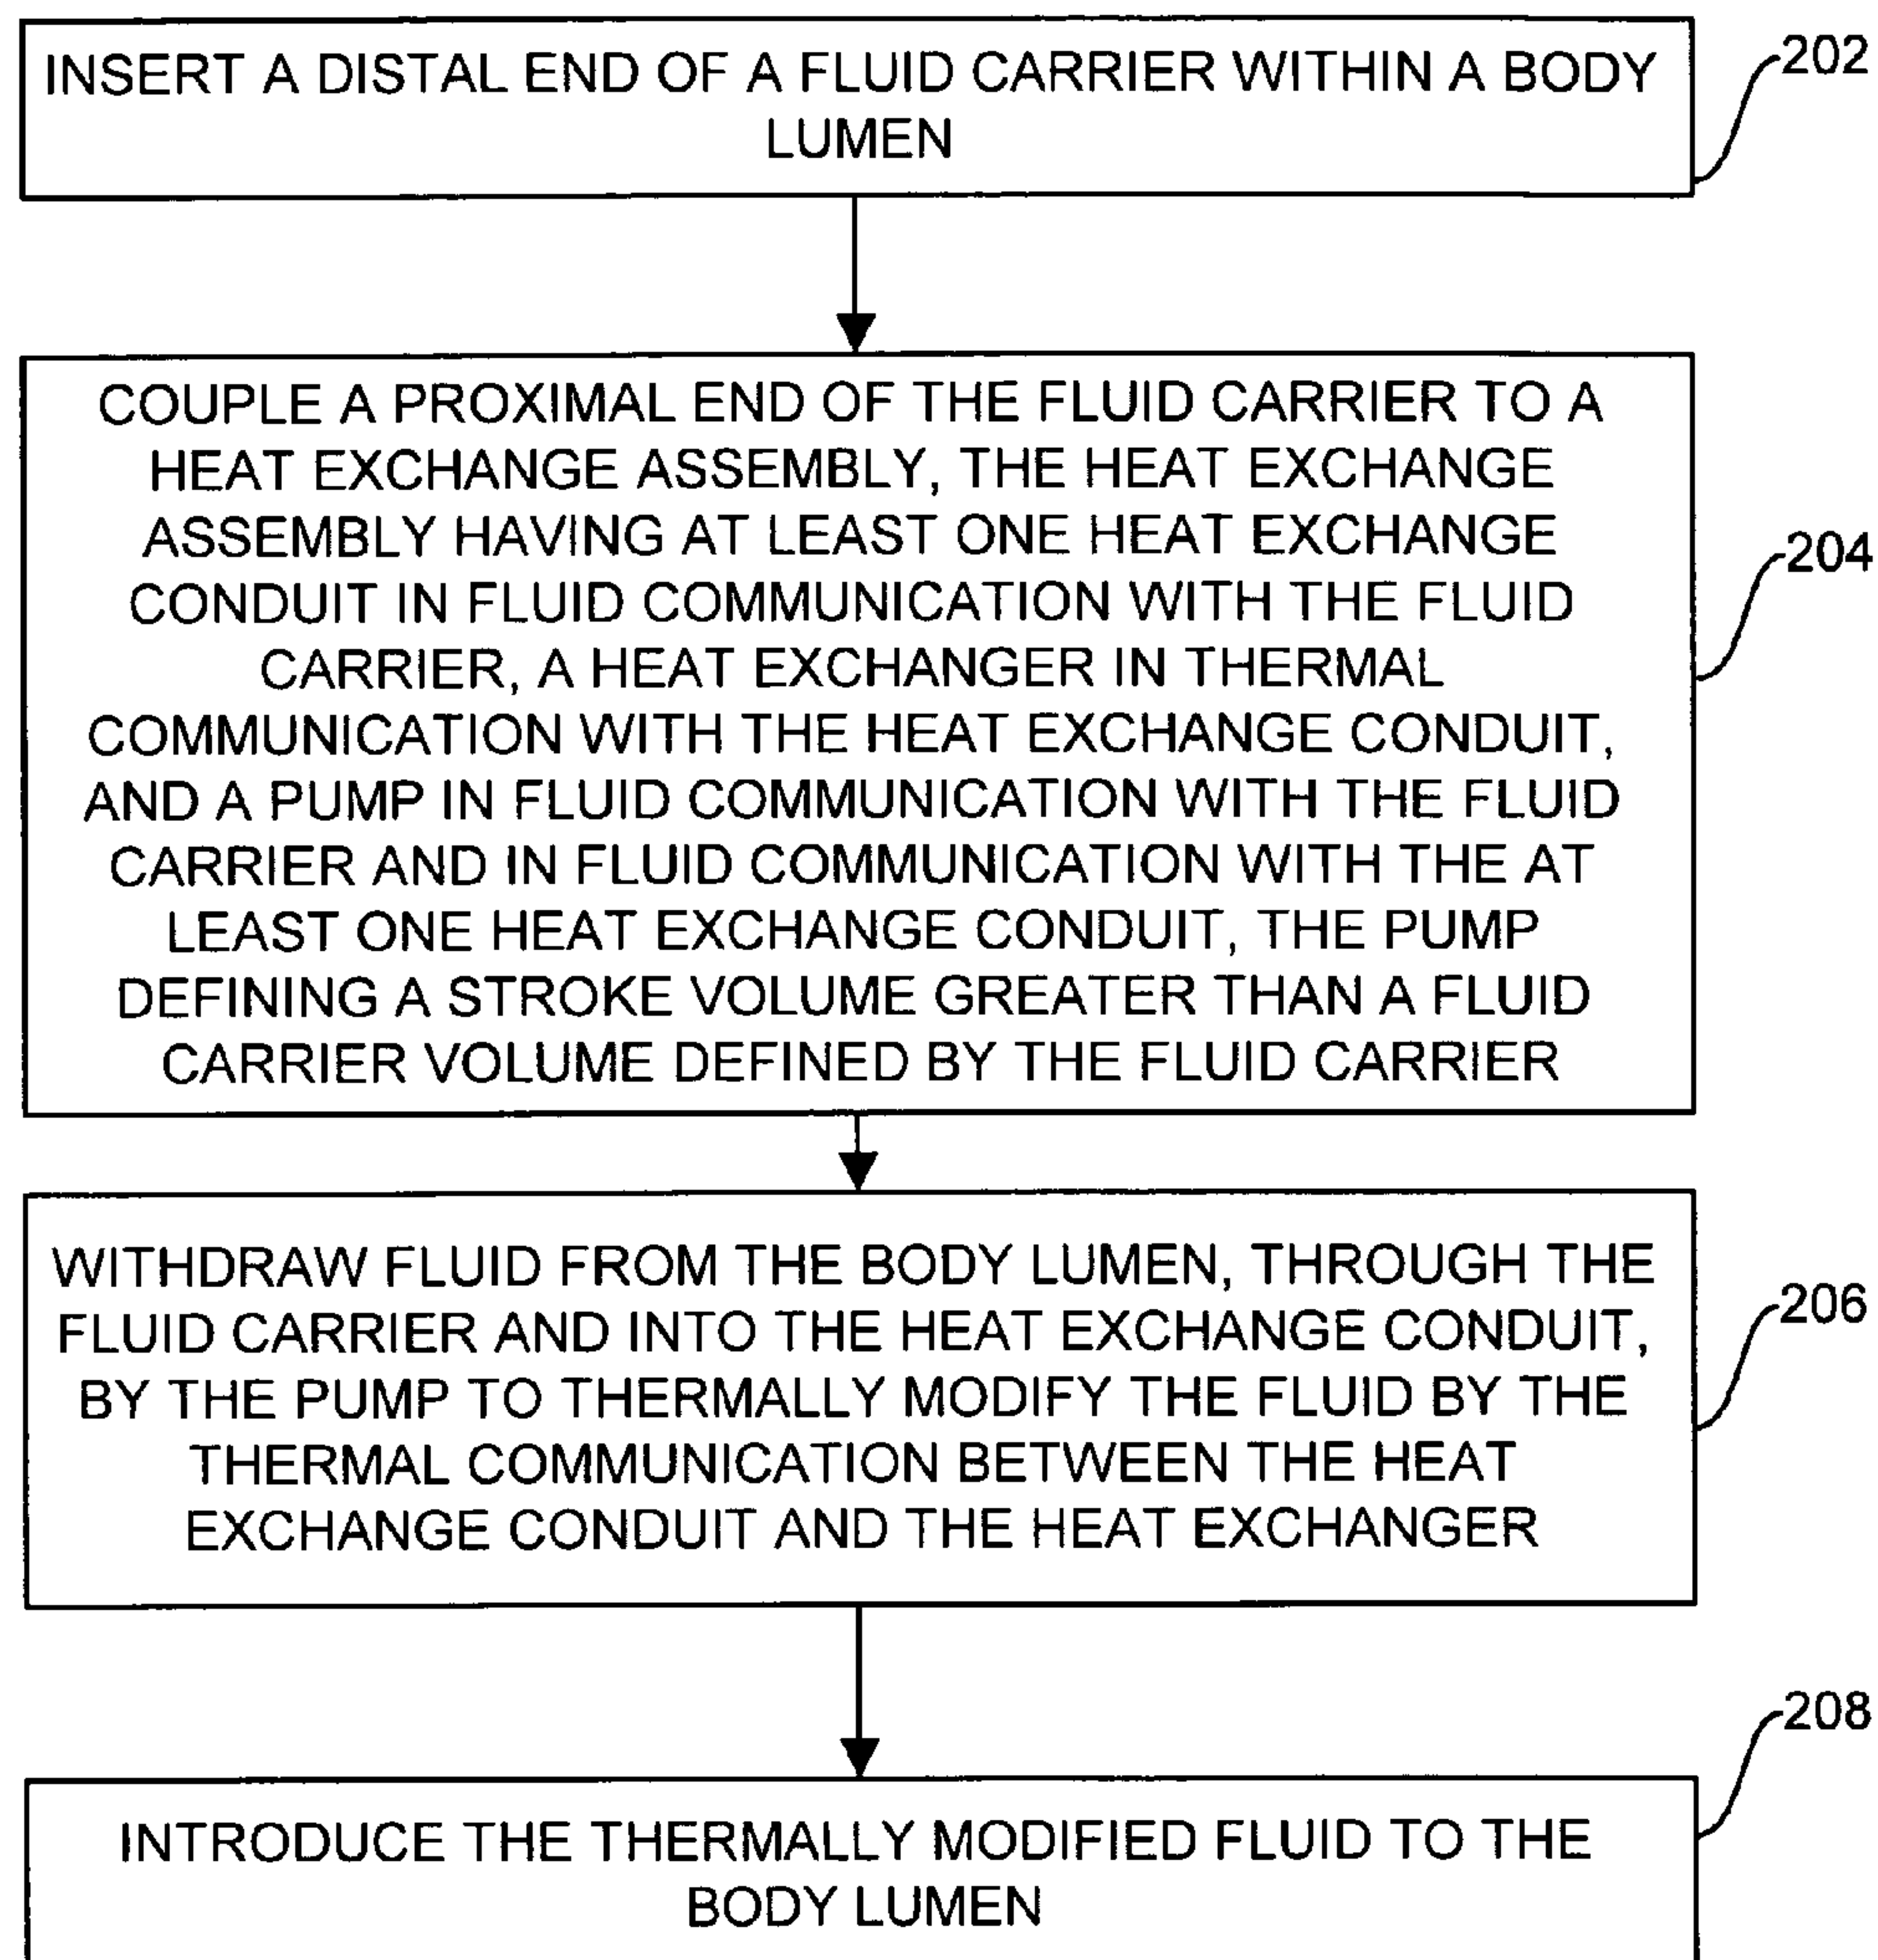 INSERT A DISTAL END OF A FLUID CARRIER WITHIN A BODY
LUMEN
202
COUPLE A PROXIMAL END OF THE FLUID CARRIER TO A
HEAT EXCHANGE ASSEMBLY, THE HEAT EXCHANGE
ASSEMBLY HAVING AT LEAST ONE HEAT EXCHANGE
CONDUIT IN FLUID COMMUNICATION WITH THE FLUID
CARRIER, A HEAT EXCHANGER IN THERMAL
COMMUNICATION WITH THE HEAT EXCHANGE CONDUIT,
AND A PUMP IN FLUID COMMUNICATION WITH THE FLUID
CARRIER AND IN FLUID COMMUNICATION WITH THE AT
LEAST ONE HEAT EXCHANGE CONDUIT, THE PUMP
DEFINING A STROKE VOLUME GREATER THAN A FLUID
CARRIER VOLUME DEFINED BY THE FLUID CARRIER
204
WITHDRAW FLUID FROM THE BODY LUMEN, THROUGH THE
FLUID CARRIER AND INTO THE HEAT EXCHANGE CONDUIT,
BY THE PUMP TO THERMALLY MODIFY THE FLUID BY THE
THERMAL COMMUNICATION BETWEEN THE HEAT
EXCHANGE CONDUIT AND THE HEAT EXCHANGER
206
INTRODUCE THE THERMALLY MODIFIED FLUID TO THE
BODY LUMEN
208